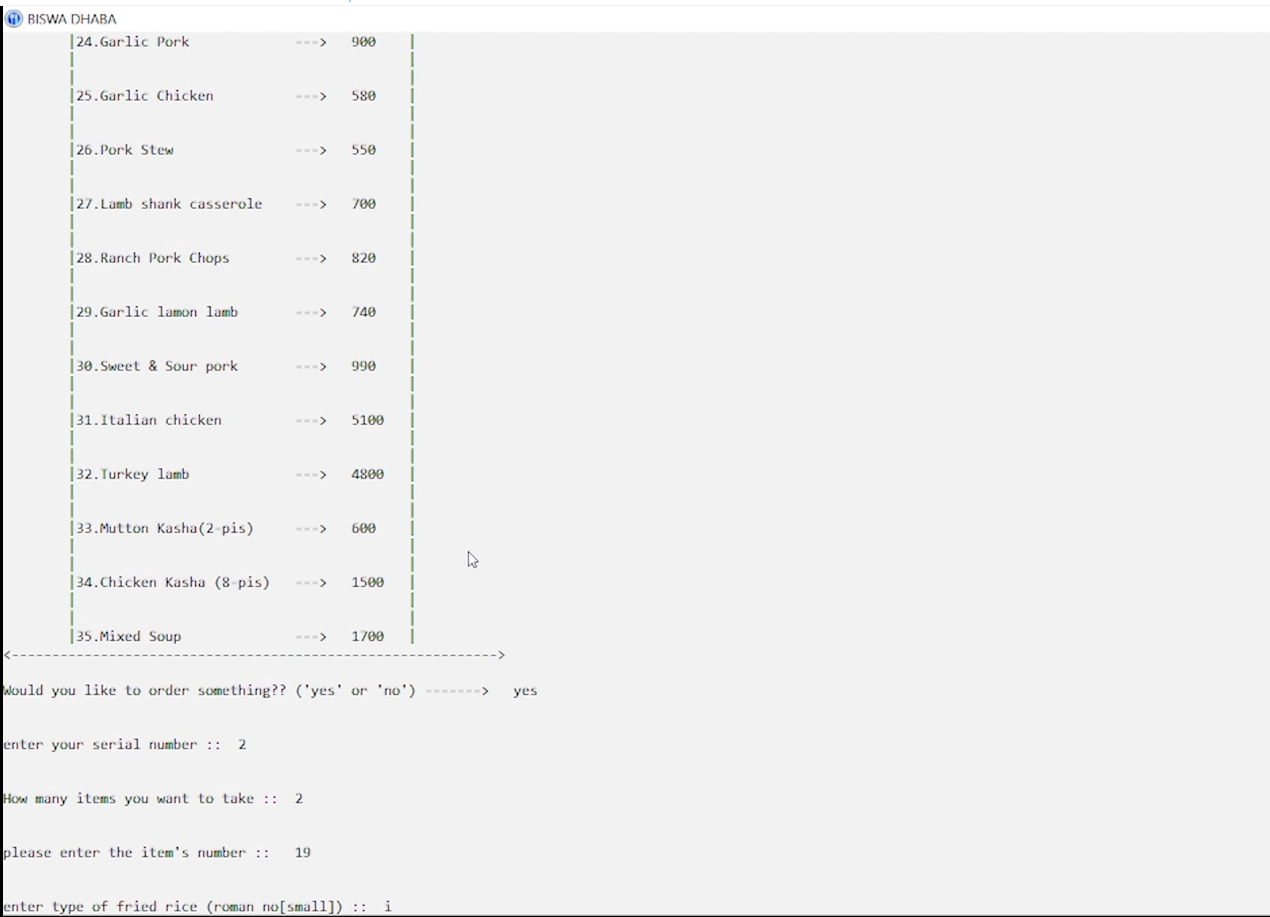 BISWA DHABA
|24.Garlic Pork ---> 900 |
|25.Garlic Chicken ---> 580 |
|26.Pork Stew ---> 550 |
|27.Lamb shank casserole ---> 700 |
|28.Ranch Pork Chops ---> 820 |
|29.Garlic lamon lamb ---> 740 |
|30.Sweet & Sour pork ---> 990 |
|31.Italian chicken ---> 5100 |
|32.Turkey lamb ---> 4800 |
|33.Mutton Kasha(2-pis) ---> 600 |
|34.Chicken Kasha (8-pis) ---> 1500 |
|35.Mixed Soup ---> 1700 |
<------------------------------------------------------------>
Would you like to order something?? ('yes' or 'no') -------> yes
enter your serial number :: 2
How many items you want to take :: 2
please enter the item's number :: 19
enter type of fried rice (roman no[small]) :: i